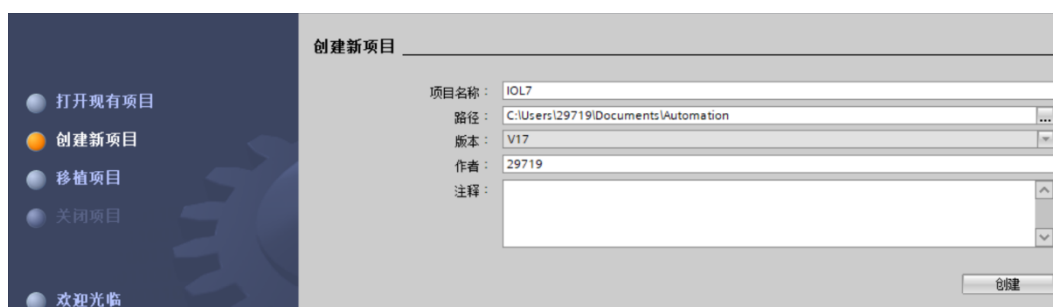 打开现有项目
创建新项目
移植项目
关闭项目
欢迎光临
创建新项目
项目名称： IOL7
路径： C:\Users\29719\Documents\Automation
...
版本： V17
作者： 29719
注释：
创建